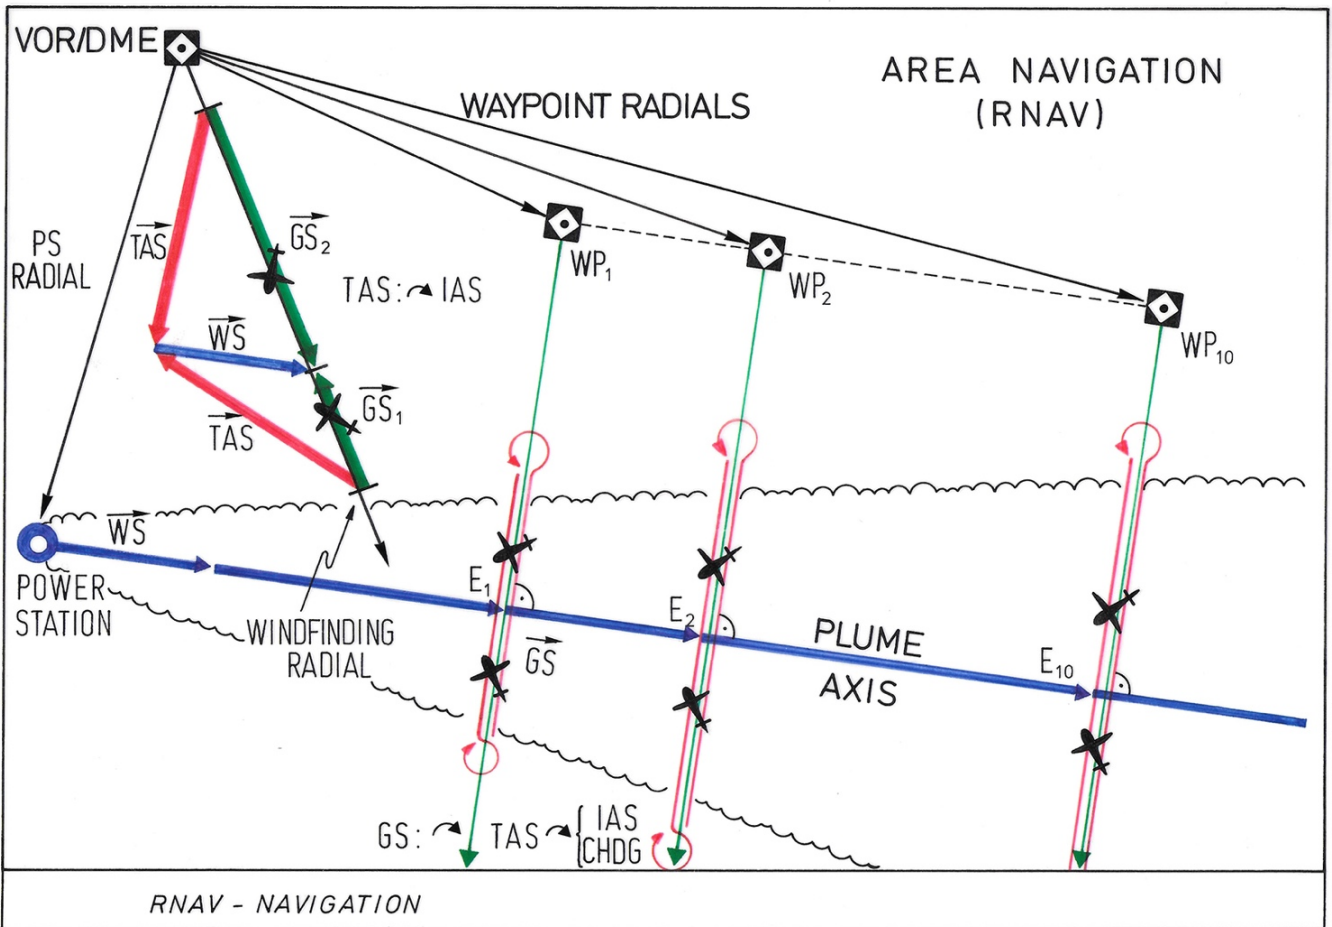 VOR/DME
AREA NAVIGATION
(RNAV)
WAYPOINT RADIALS
PS
RADIAL
TAS
GS2
TAS: IAS
WP1
WP2
WP10
WS
GS1
TAS
WS
POWER
STATION
WINDFINDING
RADIAL
E1
GS
E2
PLUME
AXIS
E10
GS: TAS { IAS
CHDG
RNAV - NAVIGATION